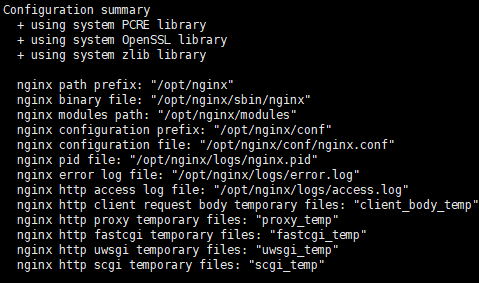 Configuration summary
+ using system PCRE library
+ using system OpenSSL library
+ using system zlib library
nginx path prefix: "/opt/nginx"
nginx binary file: "/opt/nginx/sbin/nginx"
nginx modules path: "/opt/nginx/modules"
nginx configuration prefix: "/opt/nginx/conf"
nginx configuration file: "/opt/nginx/conf/nginx.conf"
nginx pid file: "/opt/nginx/logs/nginx.pid"
nginx error log file: "/opt/nginx/logs/error.log"
nginx http access log file: "/opt/nginx/logs/access.log"
nginx http client request body temporary files: "client_body_temp"
nginx http proxy temporary files: "proxy_temp"
nginx http fastcgi temporary files: "fastcgi_temp"
nginx http uwsgi temporary files: "uwsgi_temp"
nginx http scgi temporary files: "scgi_temp"